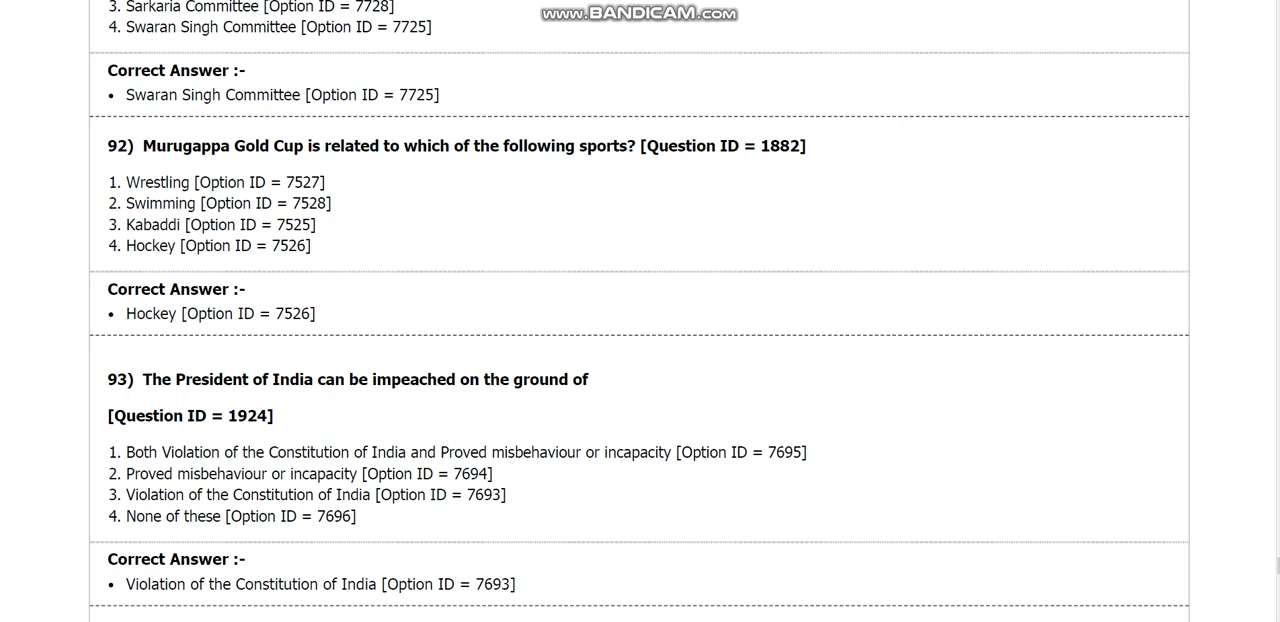 3. Sarkaria Committee [Option ID = 7728]
www.BANDICAM.com
4. Swaran Singh Committee [Option ID = 7725]
Correct Answer :-
• Swaran Singh Committee [Option ID = 7725]
92) Murugappa Gold Cup is related to which of the following sports? [Question ID = 1882]
1. Wrestling [Option ID = 7527]
2. Swimming [Option ID = 7528]
3. Kabaddi [Option ID = 7525]
4. Hockey [Option ID = 7526]
Correct Answer :-
• Hockey [Option ID = 7526]
93) The President of India can be impeached on the ground of
[Question ID = 1924]
1. Both Violation of the Constitution of India and Proved misbehaviour or incapacity [Option ID = 7695]
2. Proved misbehaviour or incapacity [Option ID = 7694]
3. Violation of the Constitution of India [Option ID = 7693]
4. None of these [Option ID = 7696]
Correct Answer :-
• Violation of the Constitution of India [Option ID = 7693]